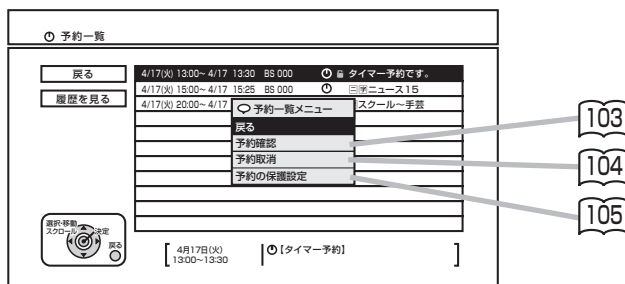 予約一覧
戻る
履歴を見る
4/17(火) 13:00~ 4/17 13:30 BS 000 タイマー予約です。
4/17(火) 15:00~ 4/17 15:25 BS 000 ニュース15
4/17(火) 20:00~ 4/17 スクール～手芸
予約一覧メニュー
戻る
予約確認
予約取消
予約の保護設定
103
104
105
選択・移動
スクロール
決定
戻る
4月17日(火)
13:00~13:30
【タイマー予約】